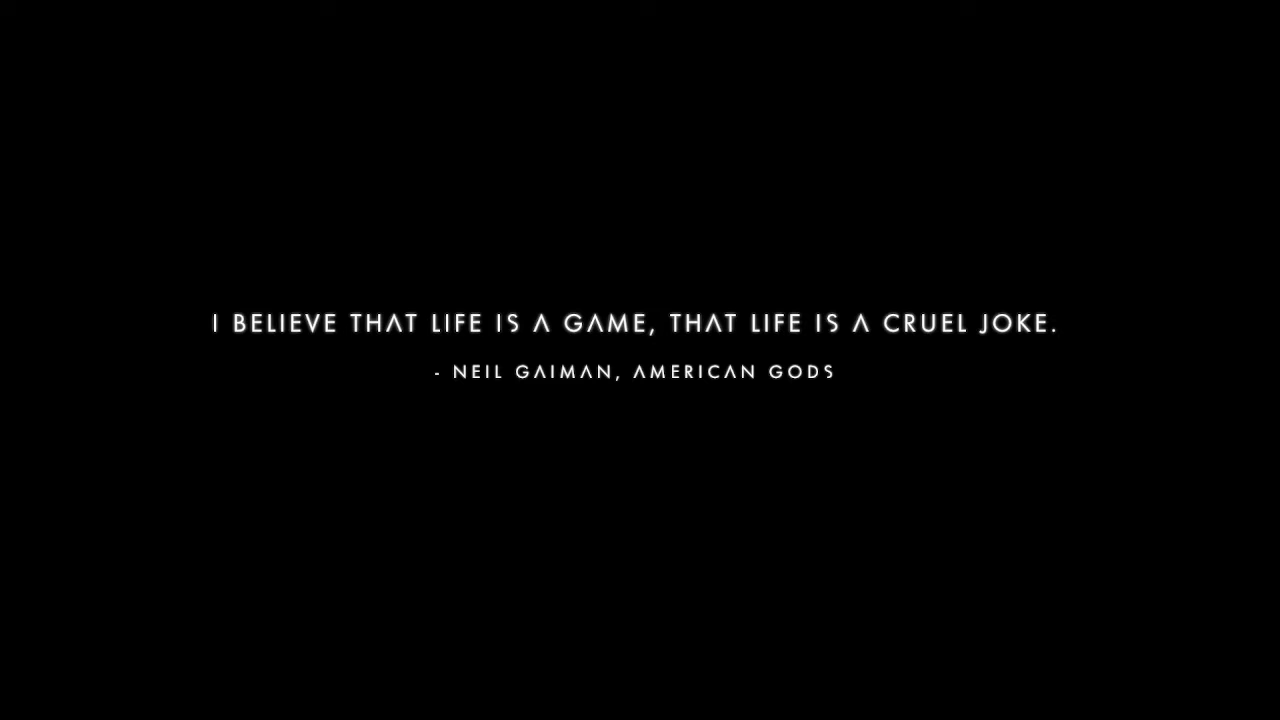 I BELIEVE THAT LIFE IS A GAME, THAT LIFE IS A CRUEL JOKE.
- NEIL GAIMAN, AMERICAN GODS